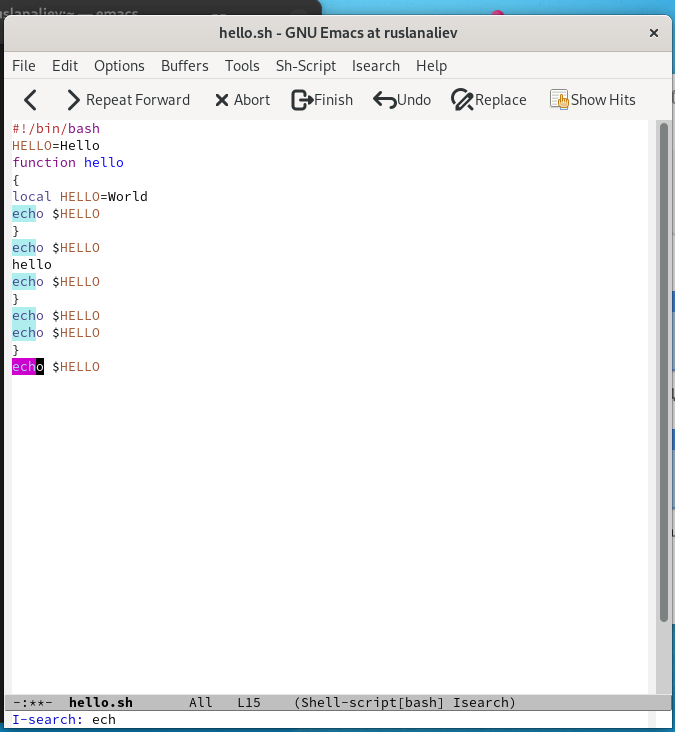 ruslanaliev:~ — emacs
hello.sh - GNU Emacs at ruslanaliev
File Edit Options Buffers Tools Sh-Script Isearch Help
Repeat Forward Abort Finish Undo Replace Show Hits
#!/bin/bash
HELLO=Hello
function hello
{
local HELLO=World
echo $HELLO
}
echo $HELLO
hello
echo $HELLO
}
echo $HELLO
echo $HELLO
}
echo $HELLO
-:**- hello.sh All L15 (Shell-script[bash] Isearch)
I-search: ech